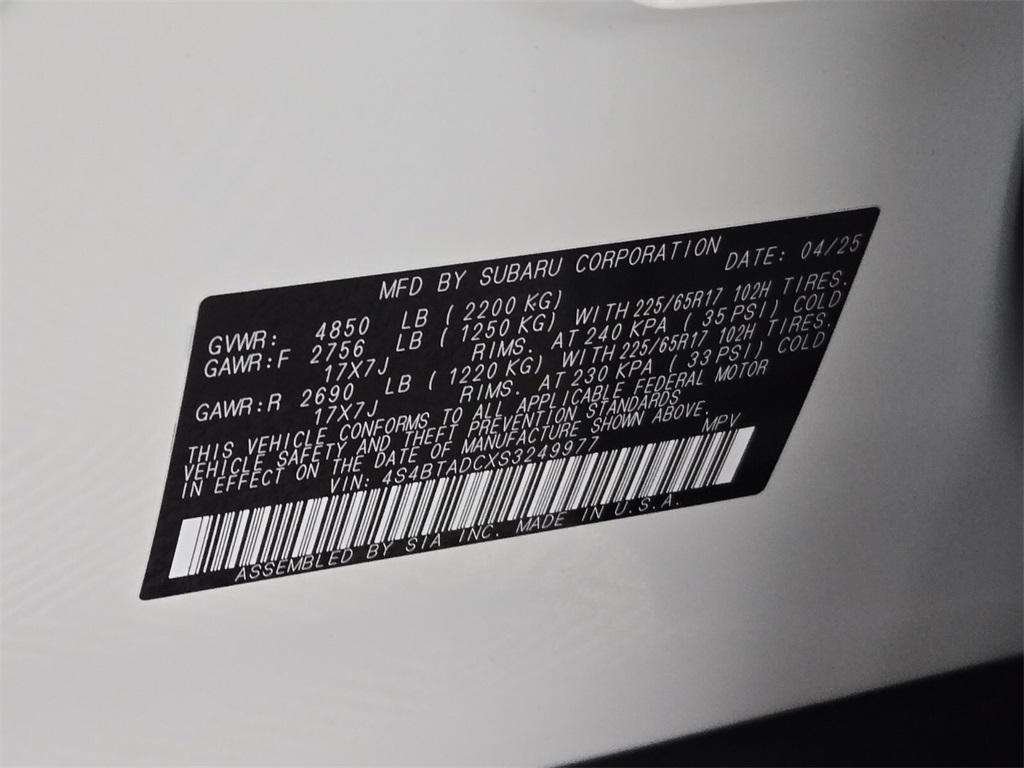 MFD BY SUBARU CORPORATION DATE: 04/25
GVWR: 4850 LB ( 2200 KG)
GAWR:F 2756 LB ( 1250 KG) WITH 225/65R17 102H TIRES.
17X7J RIMS. AT 240 KPA ( 35 PSI) COLD
GAWR:R 2690 LB ( 1220 KG) WITH 225/65R17 102H TIRES.
17X7J RIMS. AT 230 KPA ( 33 PSI) COLD
THIS VEHICLE CONFORMS TO ALL APPLICABLE FEDERAL MOTOR
VEHICLE SAFETY AND THEFT PREVENTION STANDARDS
IN EFFECT ON THE DATE OF MANUFACTURE SHOWN ABOVE.
VIN: 4S4BTADCXS3249977 MPV
ASSEMBLED BY SIA INC. MADE IN U.S.A.